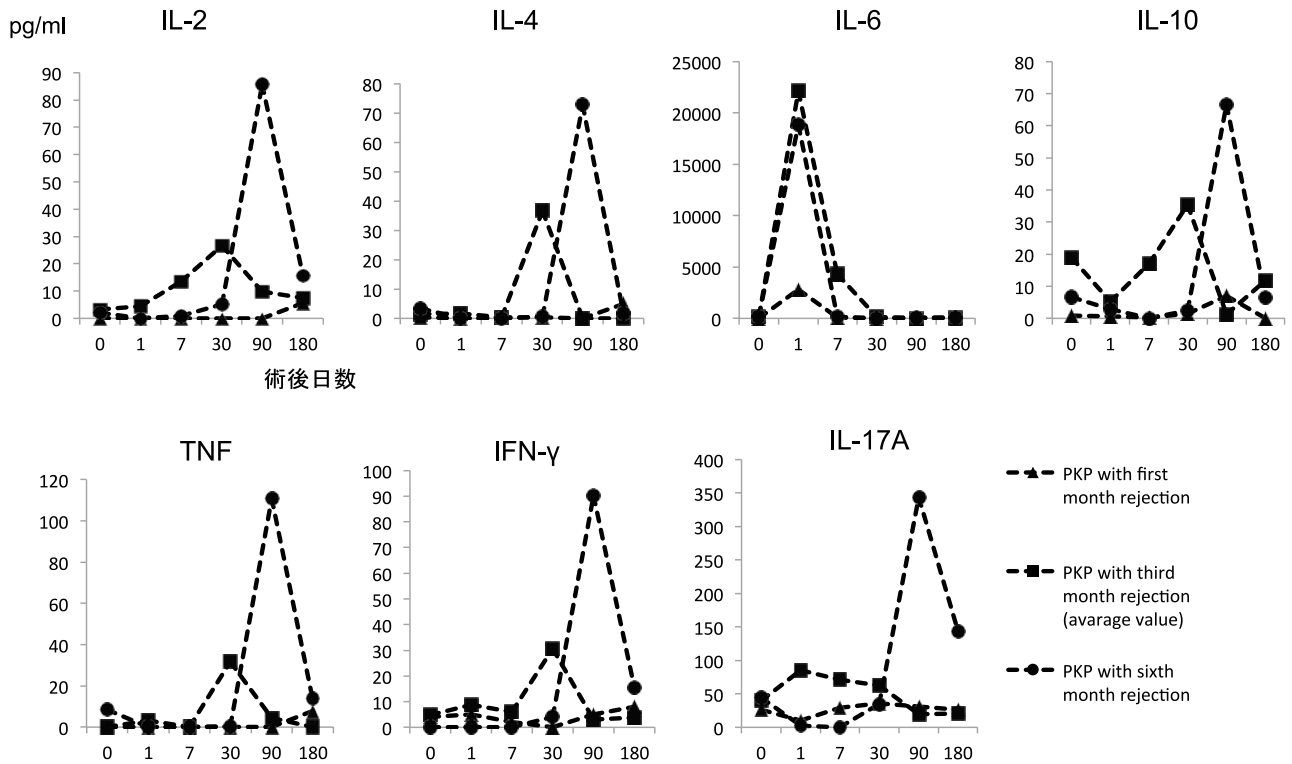 pg/ml
IL-2
90
80
70
60
50
40
30
20
10
0
0 1 7 30 90 180
術後日数
IL-4
80
70
60
50
40
30
20
10
0
0 1 7 30 90 180
IL-6
25000
20000
15000
10000
5000
0
0 1 7 30 90 180
IL-10
80
70
60
50
40
30
20
10
0
0 1 7 30 90 180
TNF
120
100
80
60
40
20
0
0 1 7 30 90 180
IFN-γ
100
90
80
70
60
50
40
30
20
10
0
0 1 7 30 90 180
IL-17A
400
350
300
250
200
150
100
50
0
0 1 7 30 90 180
PKP with first
month rejection
PKP with third
month rejection
(avarage value)
PKP with sixth
month rejection